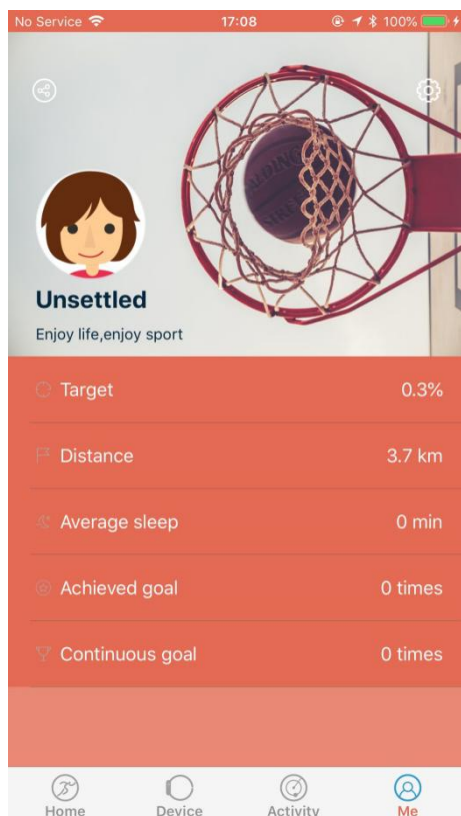 No Service 17:08 100%
SPALDING
Unsettled
Enjoy life,enjoy sport
Target 0.3%
Distance 3.7 km
Average sleep 0 min
Achieved goal 0 times
Continuous goal 0 times
Home Device Activity Me